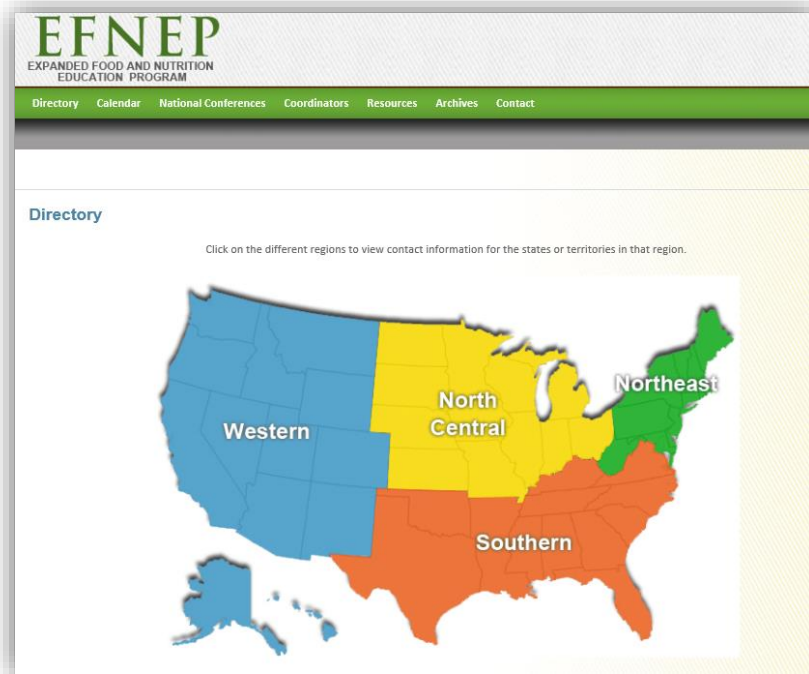 EFNEP
EXPANDED FOOD AND NUTRITION
EDUCATION PROGRAM
Directory Calendar National Conferences Coordinators Resources Archives Contact
Directory
Click on the different regions to view contact information for the states or territories in that region.
Northeast
North
Central
Western
Southern